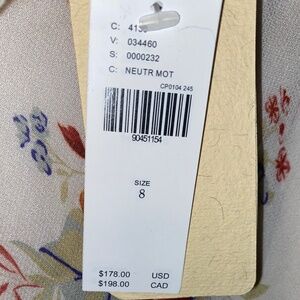 C:
V: 034460
S: 0000232
C: NEUTR MOT
CP0104 245
90451154
SIZE
8
$178.00 USD
$198.00 CAD